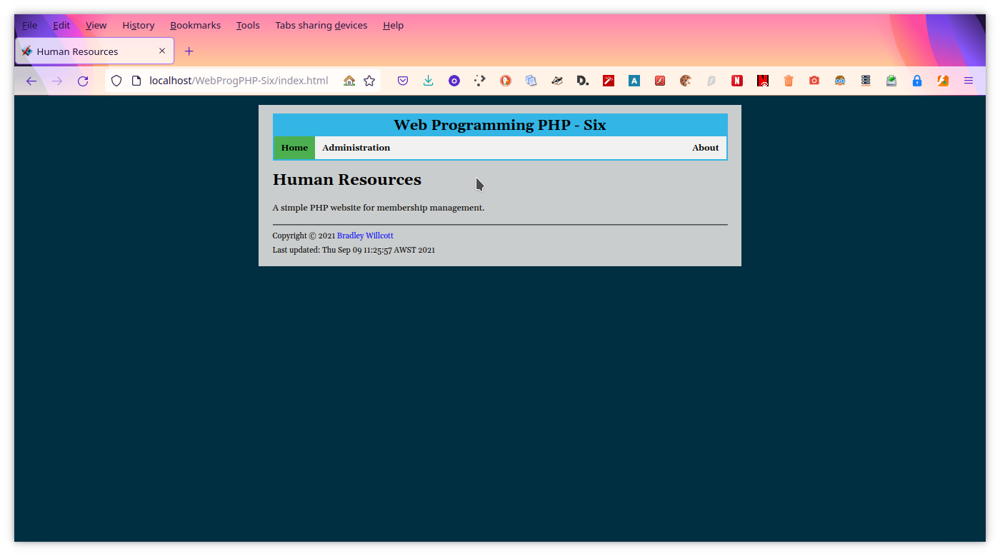 File Edit View History Bookmarks Tools Tabs sharing devices Help
Human Resources
localhost/WebProgPHP-Six/index.html
D.
A
N
Web Programming PHP - Six
Home Administration About
Human Resources
A simple PHP website for membership management.
Copyright © 2021 Bradley Willcott
Last updated: Thu Sep 09 11:25:57 AWST 2021